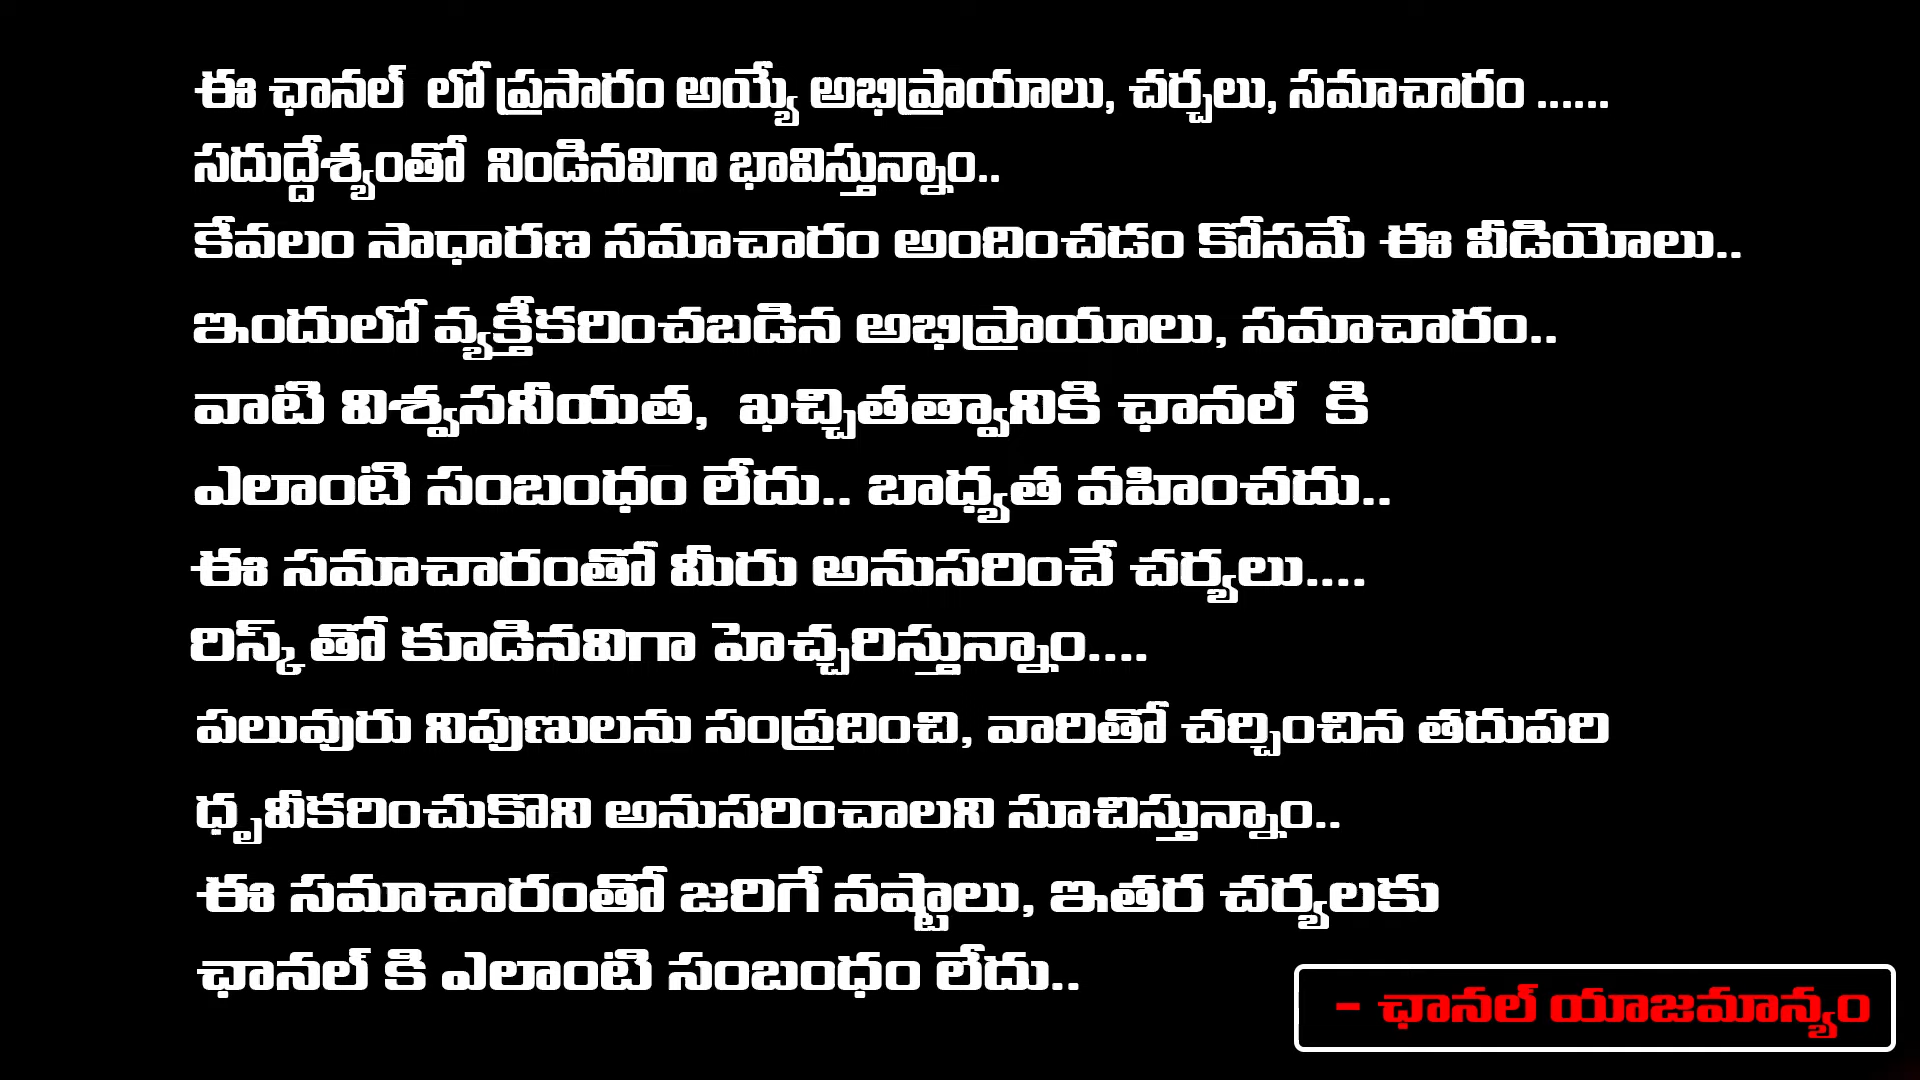 ఈ ఛానల్ లో ప్రసారం అయ్యే అభిప్రాయాలు, చర్చలు, సమాచారం ......
సదుద్దేశ్యంతో నిండినవిగా భావిస్తున్నాం..
కేవలం సాధారణ సమాచారం అందించడం కోసమే ఈ వీడియోలు..
ఇందులో వ్యక్తీకరించబడిన అభిప్రాయాలు, సమాచారం..
వాటి విశ్వసనీయత, ఖచ్చితత్వానికి ఛానల్ కి
ఎలాంటి సంబంధం లేదు.. బాధ్యత వహించదు..
ఈ సమాచారంతో మీరు అనుసరించే చర్యలు....
రిస్క్ తో కూడినవిగా హెచ్చరిస్తున్నాం....
పలువురు నిపుణులను సంప్రదించి, వారితో చర్చించిన తదుపరి
ధృవీకరించుకొని అనుసరించాలని సూచిస్తున్నాం..
ఈ సమాచారంతో జరిగే నష్టాలు, ఇతర చర్యలకు
ఛానల్ కి ఎలాంటి సంబంధం లేదు..
- ఛానల్ యాజమాన్యం